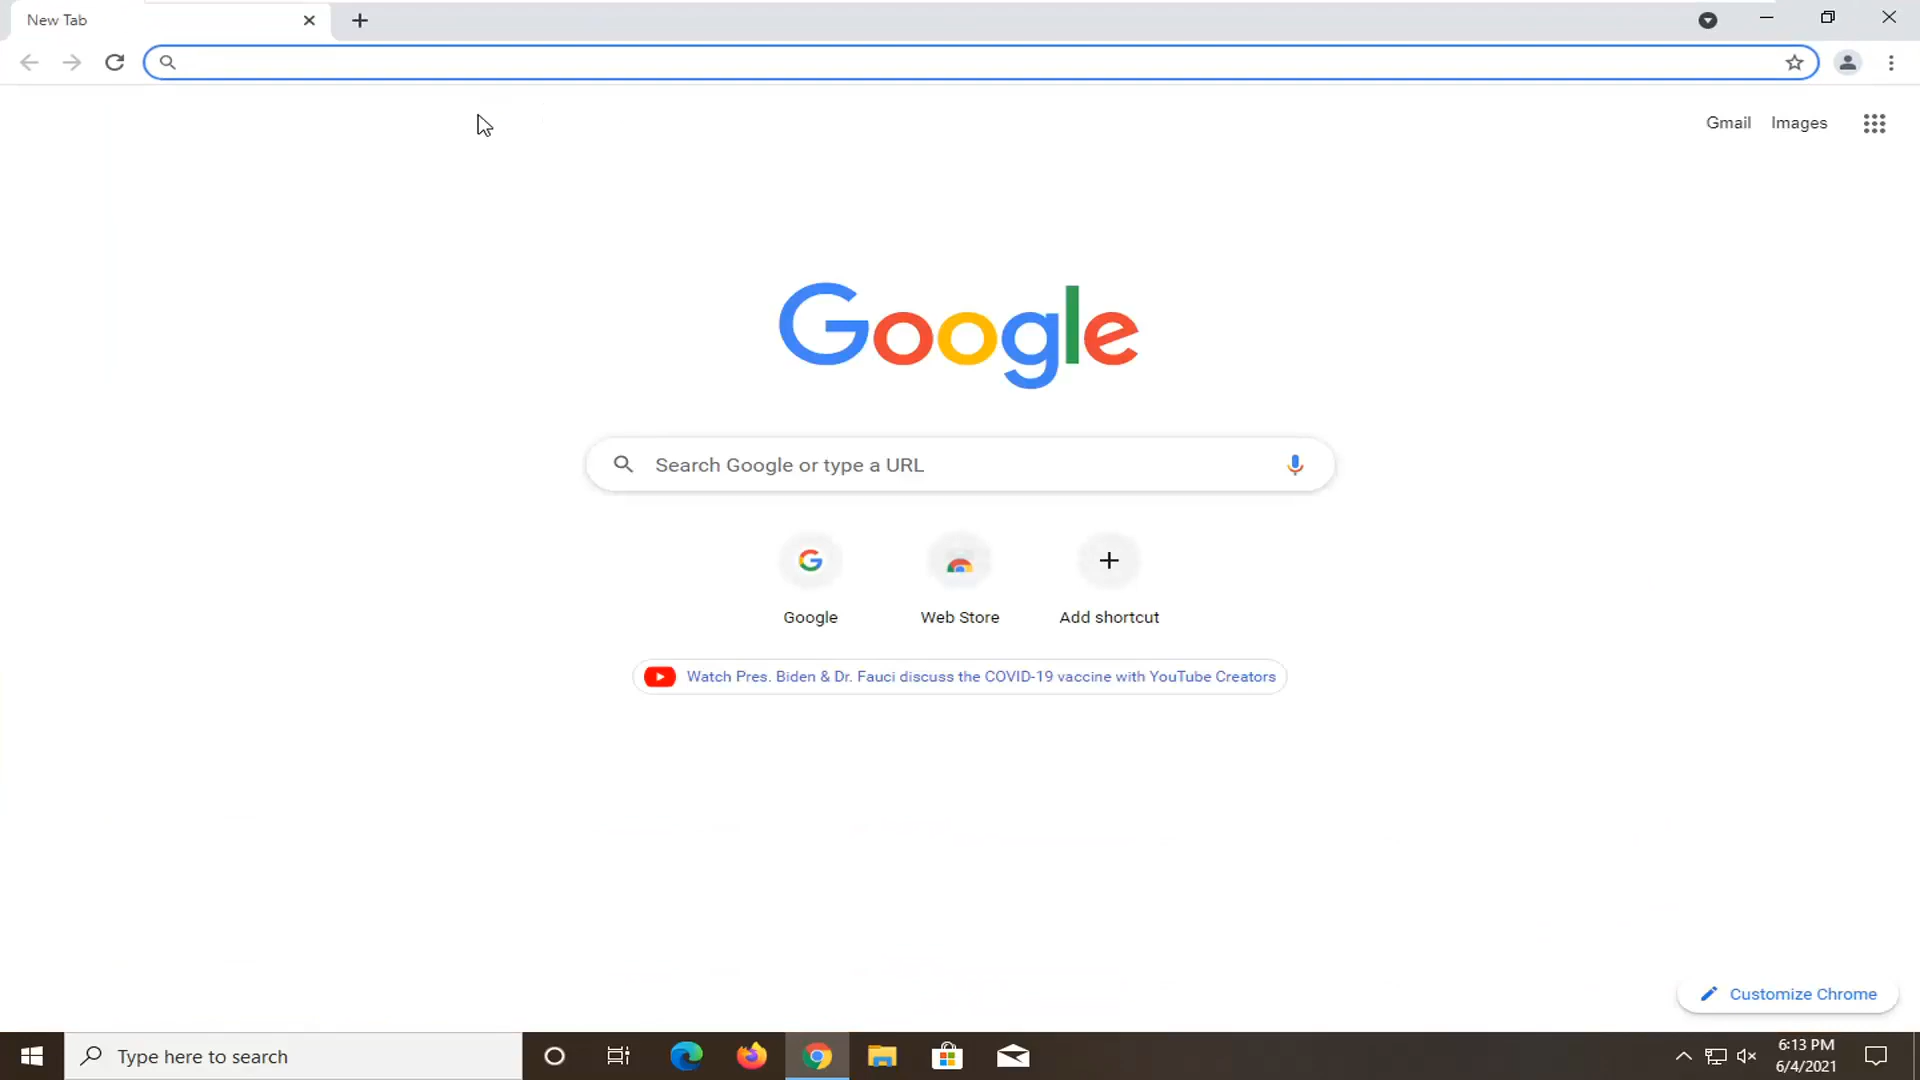 New Tab
Gmail Images
Google
Search Google or type a URL
Google Web Store Add shortcut
Watch Pres. Biden & Dr. Fauci discuss the COVID-19 vaccine with YouTube Creators
Customize Chrome
Type here to search
6:13 PM
6/4/2021